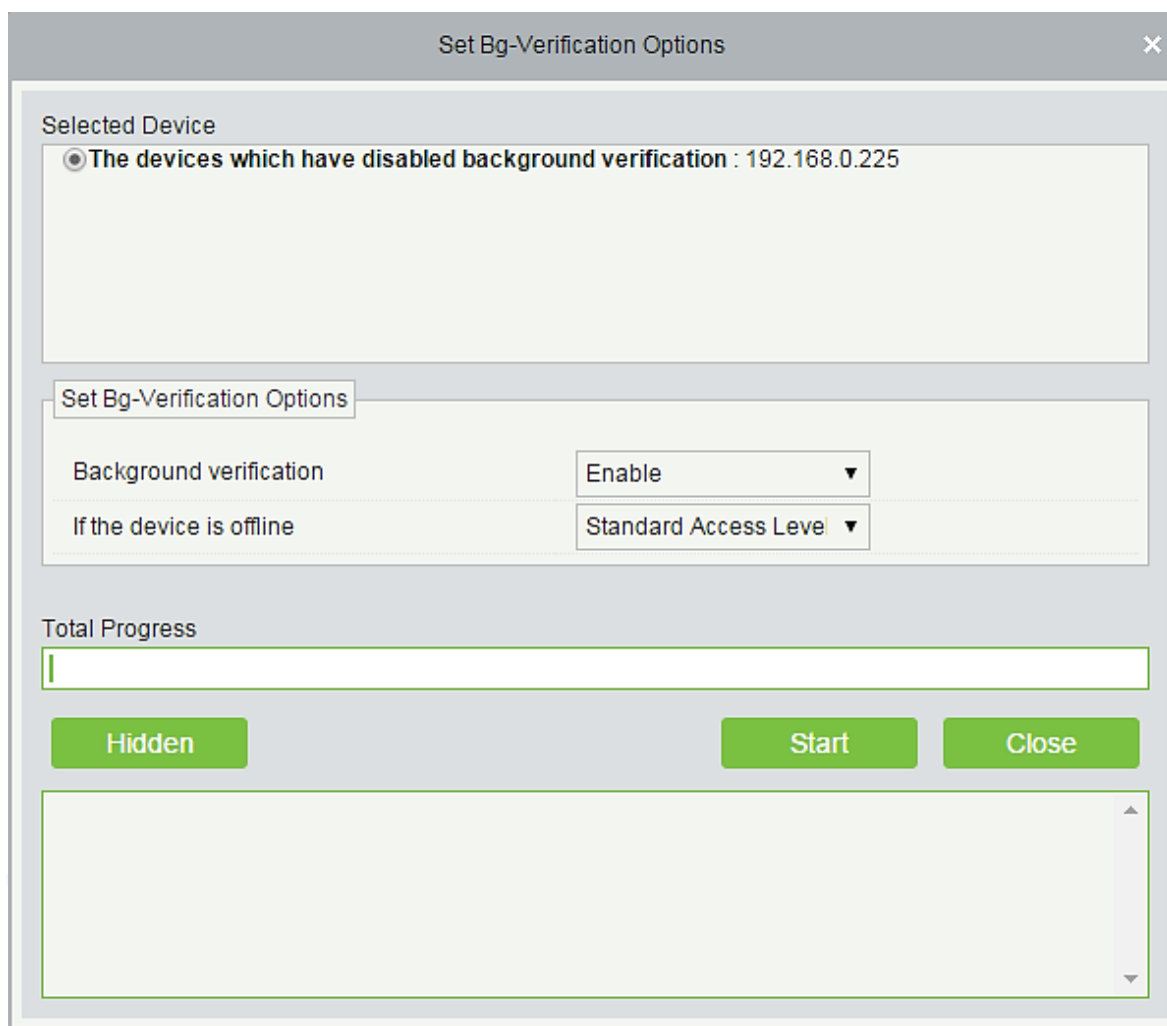 Set Bg-Verification Options
Selected Device
The devices which have disabled background verification : 192.168.0.225
Set Bg-Verification Options
Background verification Enable
If the device is offline Standard Access Level
Total Progress
Hidden Start Close